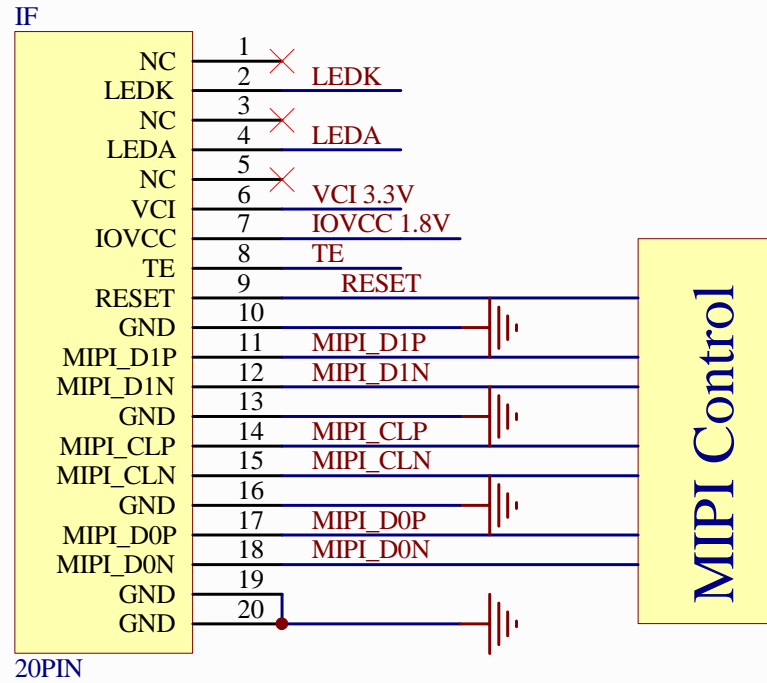 IF
NC 1
LEDK 2 LEDK
NC 3
LEDA 4 LEDA
NC 5
VCI 6 VCI 3.3V
IOVCC 7 IOVCC 1.8V
TE 8 TE
RESET 9 RESET
GND 10
MIPI_D1P 11 MIPI_D1P
MIPI_D1N 12 MIPI_D1N
GND 13
MIPI_CLP 14 MIPI_CLP
MIPI_CLN 15 MIPI_CLN
GND 16
MIPI_D0P 17 MIPI_D0P
MIPI_D0N 18 MIPI_D0N
GND 19
GND 20
20PIN
MIPI Control